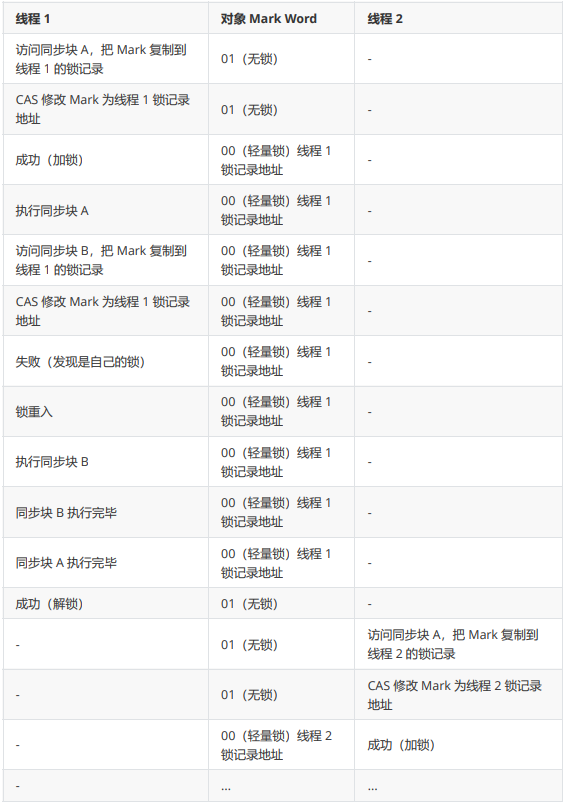 线程 1
对象 Mark Word
线程 2
访问同步块 A，把 Mark 复制到
线程 1 的锁记录
01（无锁）
-
CAS 修改 Mark 为线程 1 锁记录
地址
01（无锁）
-
成功（加锁）
00（轻量锁）线程 1
锁记录地址
-
执行同步块 A
00（轻量锁）线程 1
锁记录地址
-
访问同步块 B，把 Mark 复制到
线程 1 的锁记录
00（轻量锁）线程 1
锁记录地址
-
CAS 修改 Mark 为线程 1 锁记录
地址
00（轻量锁）线程 1
锁记录地址
-
失败（发现是自己的锁）
00（轻量锁）线程 1
锁记录地址
-
锁重入
00（轻量锁）线程 1
锁记录地址
-
执行同步块 B
00（轻量锁）线程 1
锁记录地址
-
同步块 B 执行完毕
00（轻量锁）线程 1
锁记录地址
-
同步块 A 执行完毕
00（轻量锁）线程 1
锁记录地址
-
成功（解锁）
01（无锁）
-
-
01（无锁）
访问同步块 A，把 Mark 复制到
线程 2 的锁记录
-
01（无锁）
CAS 修改 Mark 为线程 2 锁记录
地址
-
00（轻量锁）线程 2
锁记录地址
成功（加锁）
-
...
...